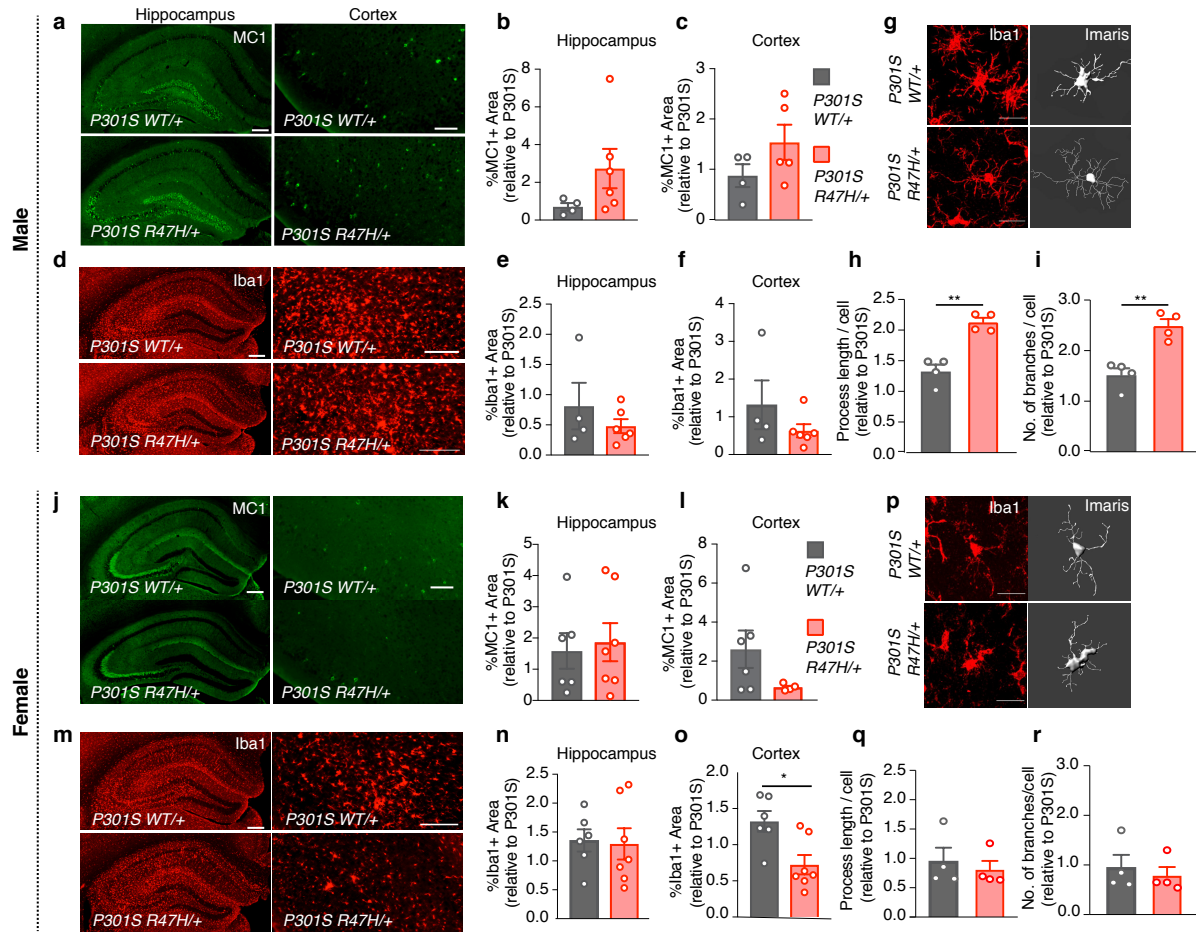 Male
a
Hippocampus
Cortex
MC1
P301S WT/+
P301S R47H/+
b
Hippocampus
%MC1+ Area
(relative to P301S)
8
6
4
2
0
c
Cortex
%MC1+ Area
(relative to P301S)
3
2
1
0
P301S
WT/+
P301S
R47H/+
g
Iba1
Imaris
P301S
WT/+
P301S
R47H/+
d
Iba1
P301S WT/+
P301S WT/+
P301S R47H/+
P301S R47H/+
e
Hippocampus
%Iba1+ Area
(relative to P301S)
2.5
2.0
1.5
1.0
0.5
0.0
f
Cortex
%Iba1+ Area
(relative to P301S)
4
3
2
1
0
h
Process length / cell
(relative to P301S)
2.5
2.0
1.5
1.0
0.5
0.0
**
i
No. of branches / cell
(relative to P301S)
3.0
2.0
1.0
0.0
**
Female
j
MC1
P301S WT/+
P301S R47H/+
k
Hippocampus
%MC1+ Area
(relative to P301S)
5
4
3
2
1
0
l
Cortex
%MC1+ Area
(relative to P301S)
8
6
4
2
0
P301S
WT/+
P301S
R47H/+
p
Iba1
Imaris
P301S
WT/+
P301S
R47H/+
m
Iba1
P301S WT/+
P301S WT/+
P301S R47H/+
P301S R47H/+
n
Hippocampus
%Iba1+ Area
(relative to P301S)
2.5
2.0
1.5
1.0
0.5
0.0
o
Cortex
%Iba1+ Area
(relative to P301S)
2.0
1.5
1.0
0.5
0.0
*
q
Process length / cell
(relative to P301S)
2.5
2.0
1.5
1.0
0.5
0.0
r
No. of branches/cell
(relative to P301S)
3.0
2.0
1.0
0.0